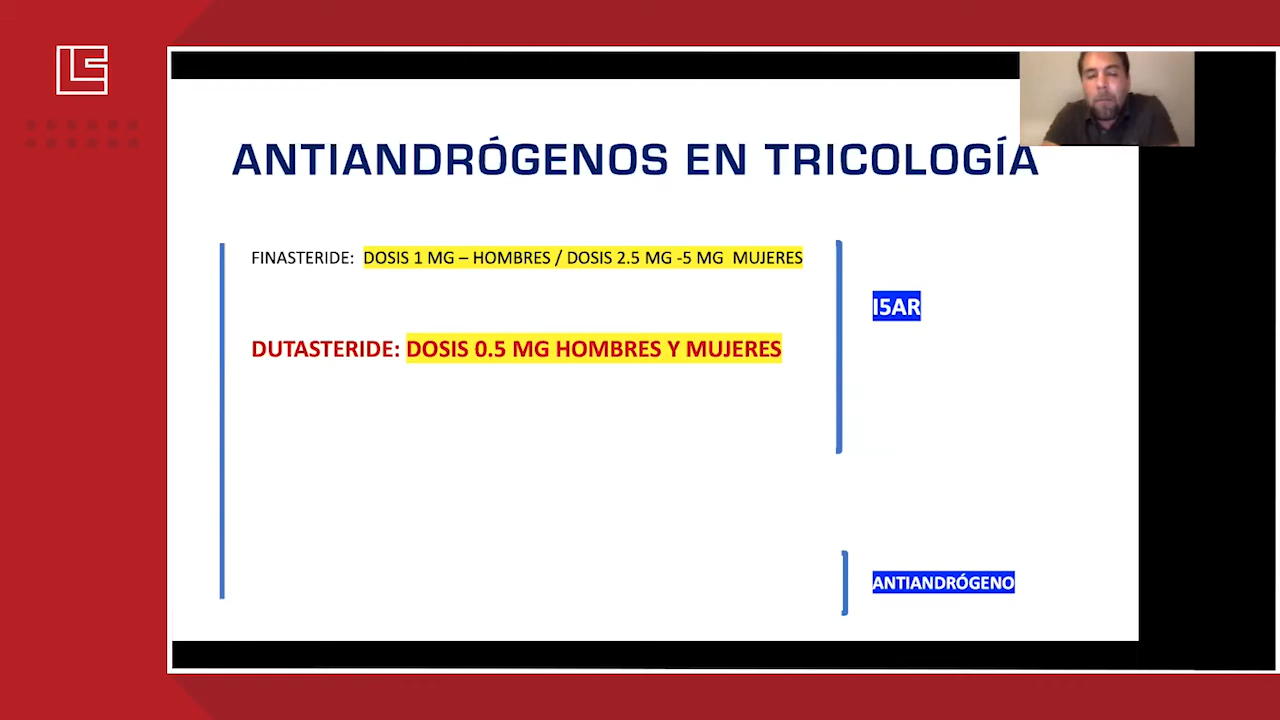 ANTIANDRÓGENOS EN TRICOLOGÍA
FINASTERIDE: DOSIS 1 MG – HOMBRES / DOSIS 2.5 MG -5 MG MUJERES
I5AR
DUTASTERIDE: DOSIS 0.5 MG HOMBRES Y MUJERES
ANTIANDRÓGENO